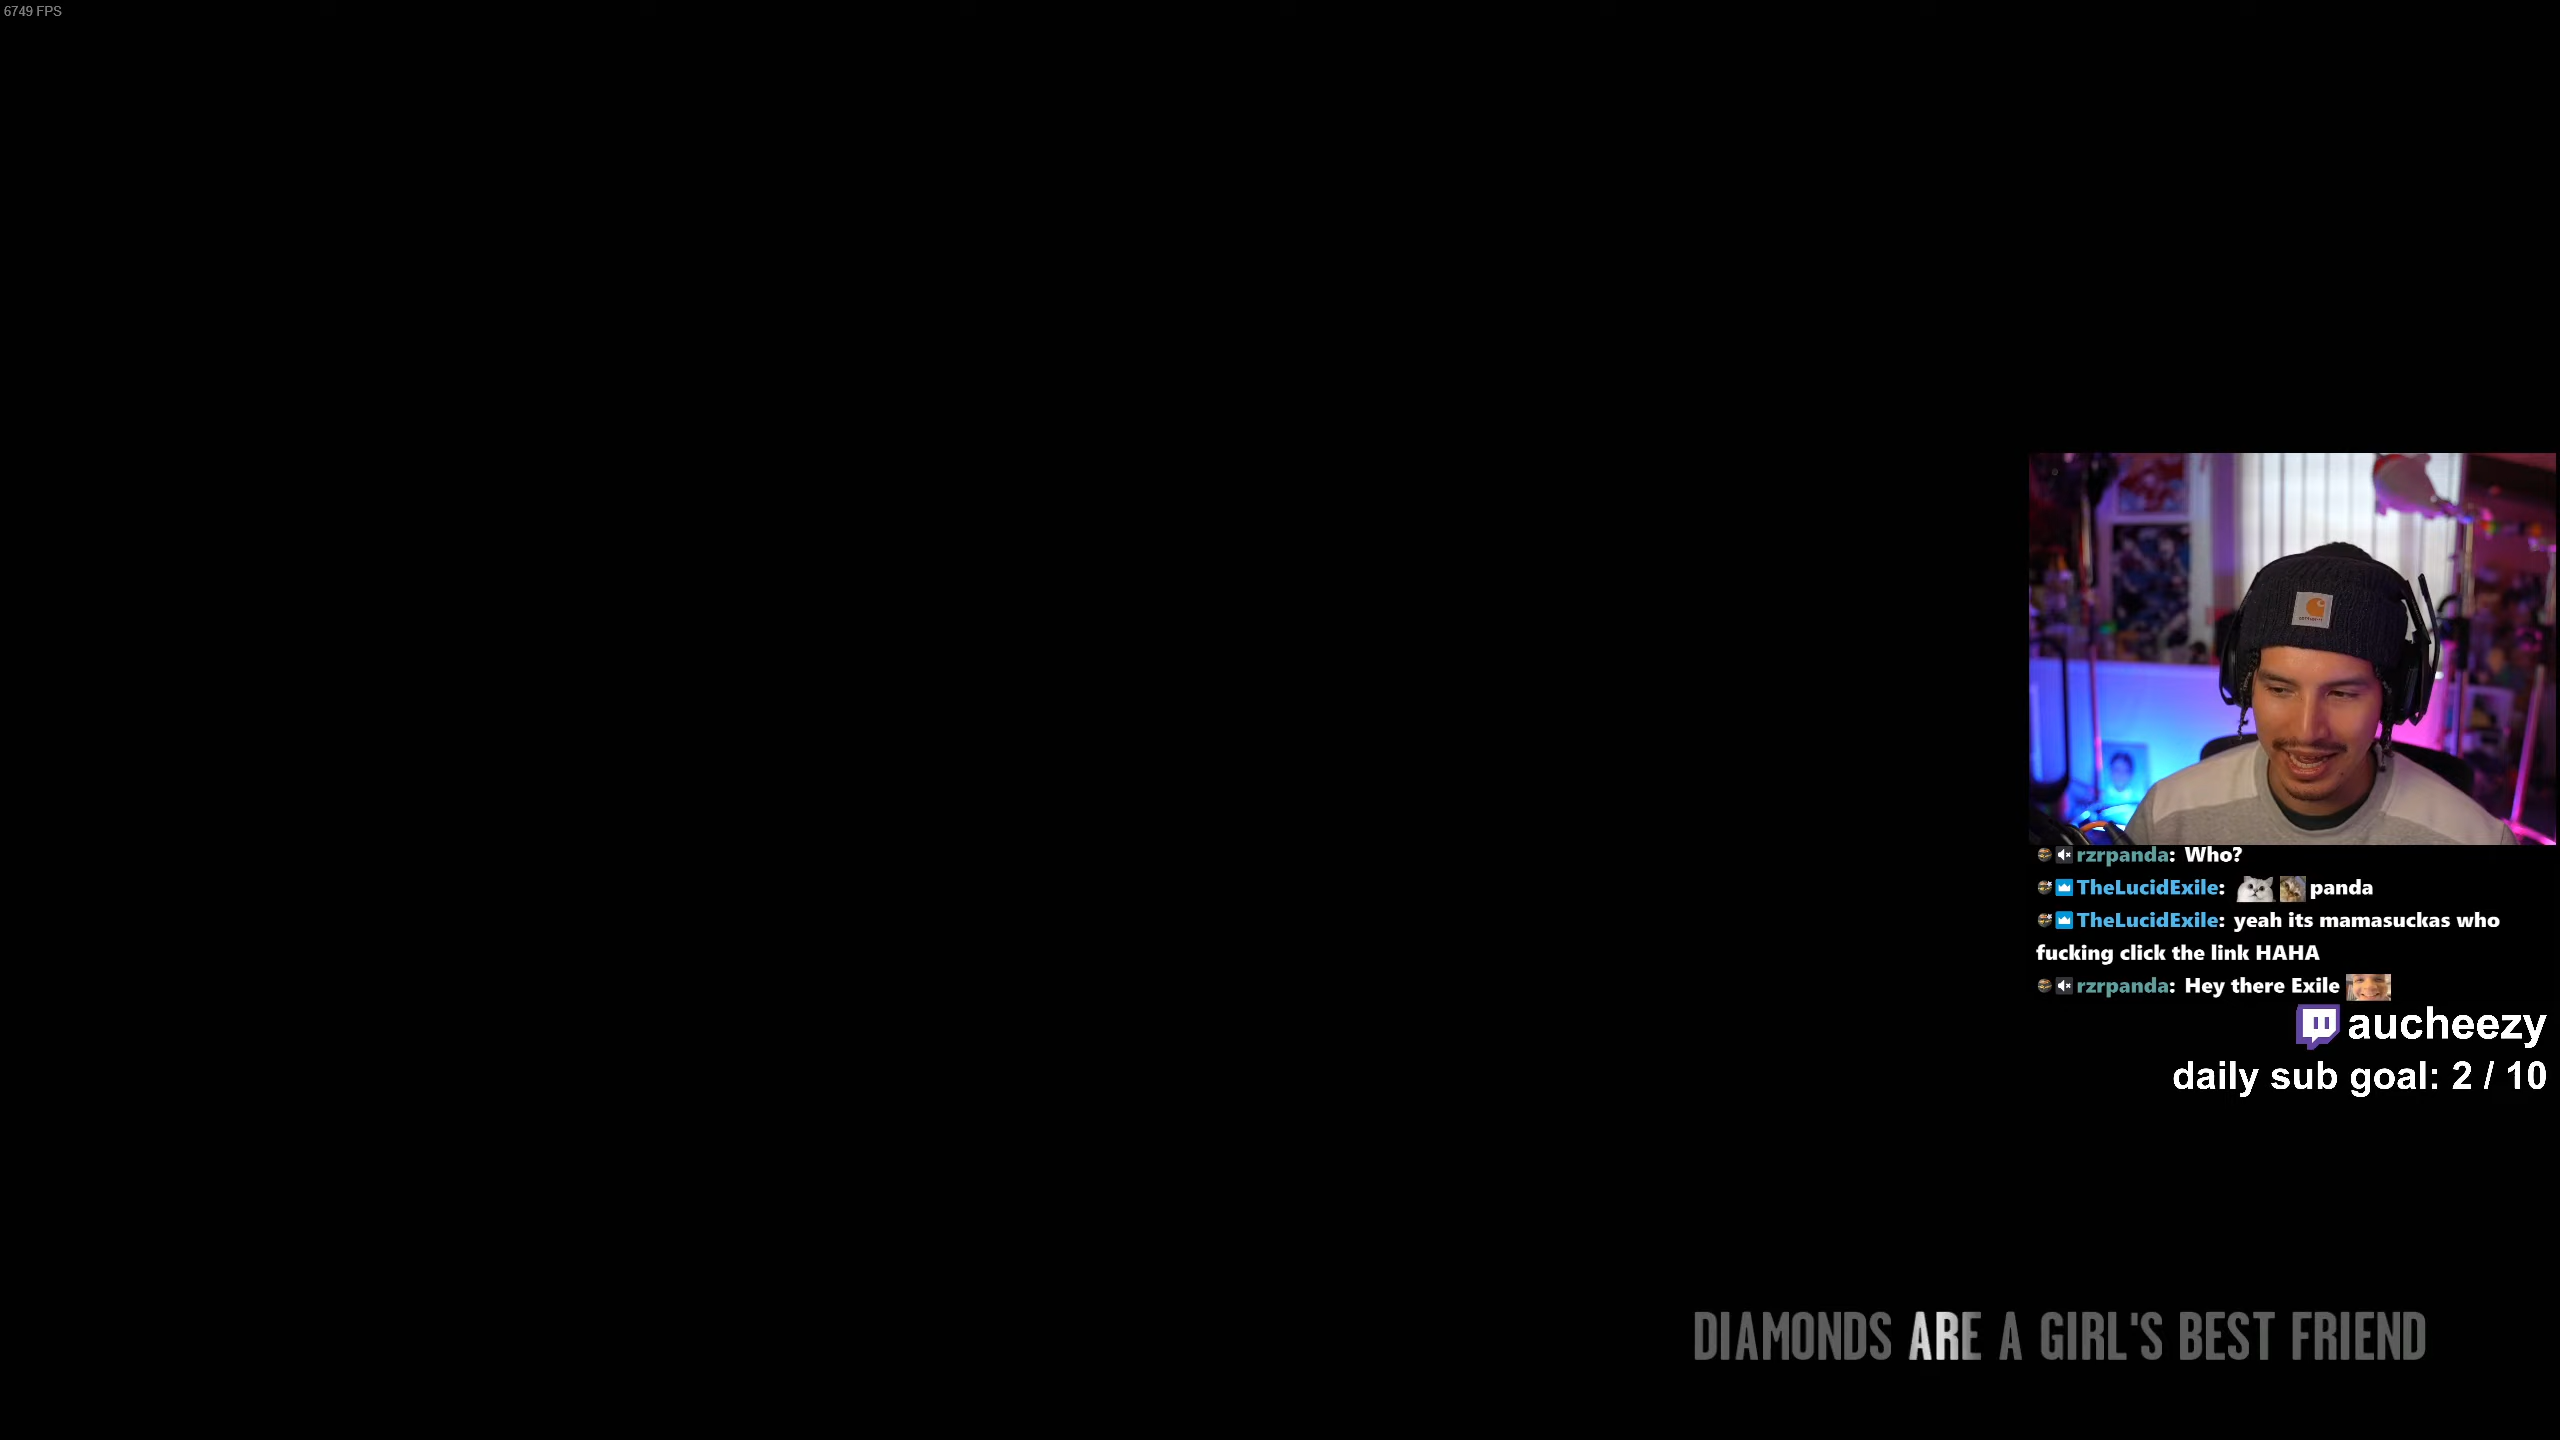 6749 FPS
rzrpanda: Who?
TheLucidExile: panda
TheLucidExile: yeah its mamasuckas who
fucking click the link HAHA
rzrpanda: Hey there Exile
aucheezy
daily sub goal: 2 / 10
DIAMONDS ARE A GIRL'S BEST FRIEND